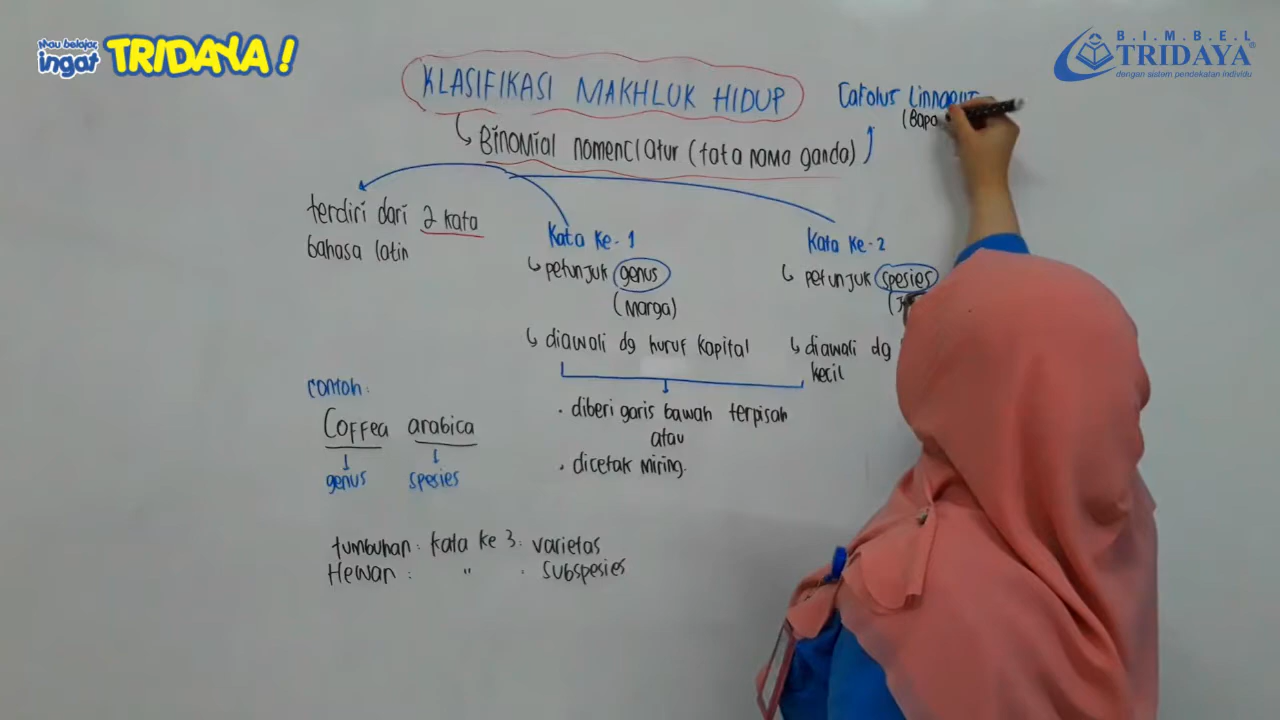 Mau belajar,
ingat TRIDAYA!
B.I.M.B.E.L
TRIDAYA®
dengan sistem pendekatan individu
KLASIFIKASI MAKHLUK HIDUP
Carolus Linnaeus
(Bapa
Binomial nomenclatur (tata nama ganda)
terdiri dari 2 kata
bahasa latin
Kata Ke-1
petunjuk genus
(Marga)
diawali dg huruf kapital
Kata Ke-2
petunjuk spesies
diawali dg
kecil
. diberi garis bawah terpisah
atau
. dicetak miring.
contoh:
Coffea arabica
genus spesies
tumbuhan: kata ke 3: varietas
Hewan: " : subspesies